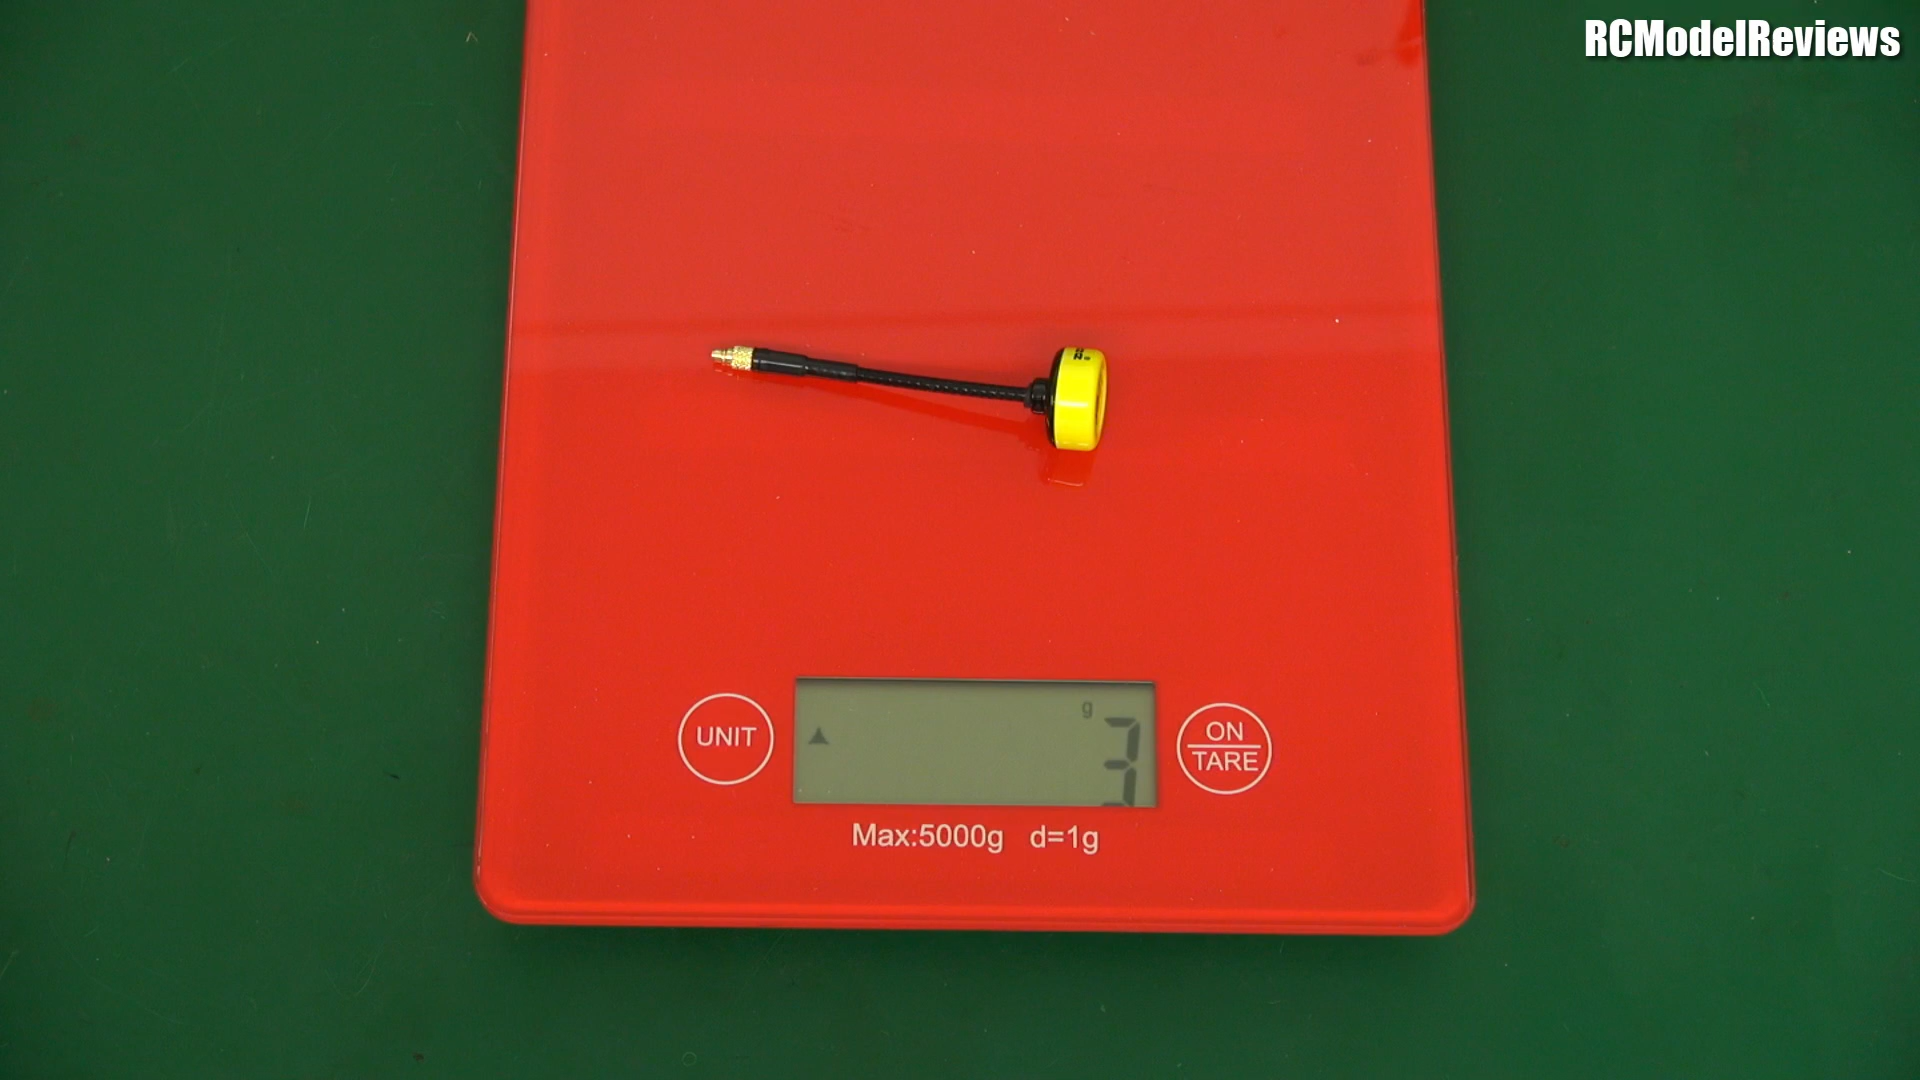 RCModelReviews
g
3
UNIT
ON
TARE
Max:5000g d=1g